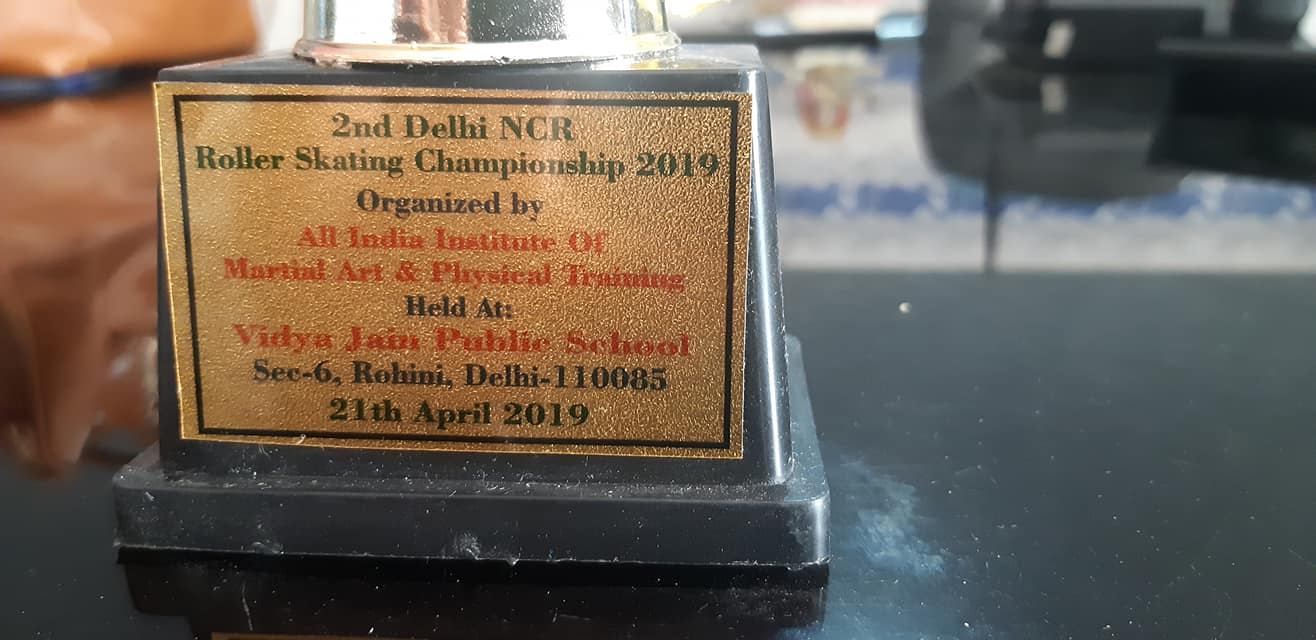 2nd Delhi NCR
Roller Skating Championship 2019
Organized by
All India Institute Of
Martial Art & Physical Training
Held At:
Vidya Jain Public School
Sec-6, Rohini, Delhi-110085
21th April 2019